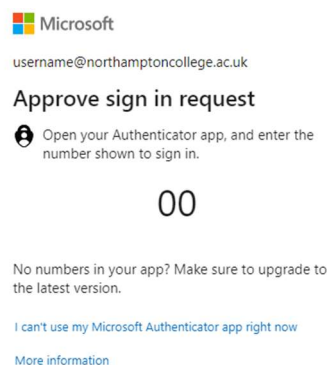 Microsoft
username@northamptoncollege.ac.uk
Approve sign in request
Open your Authenticator app, and enter the
number shown to sign in.
00
No numbers in your app? Make sure to upgrade to
the latest version.
I can't use my Microsoft Authenticator app right now
More information